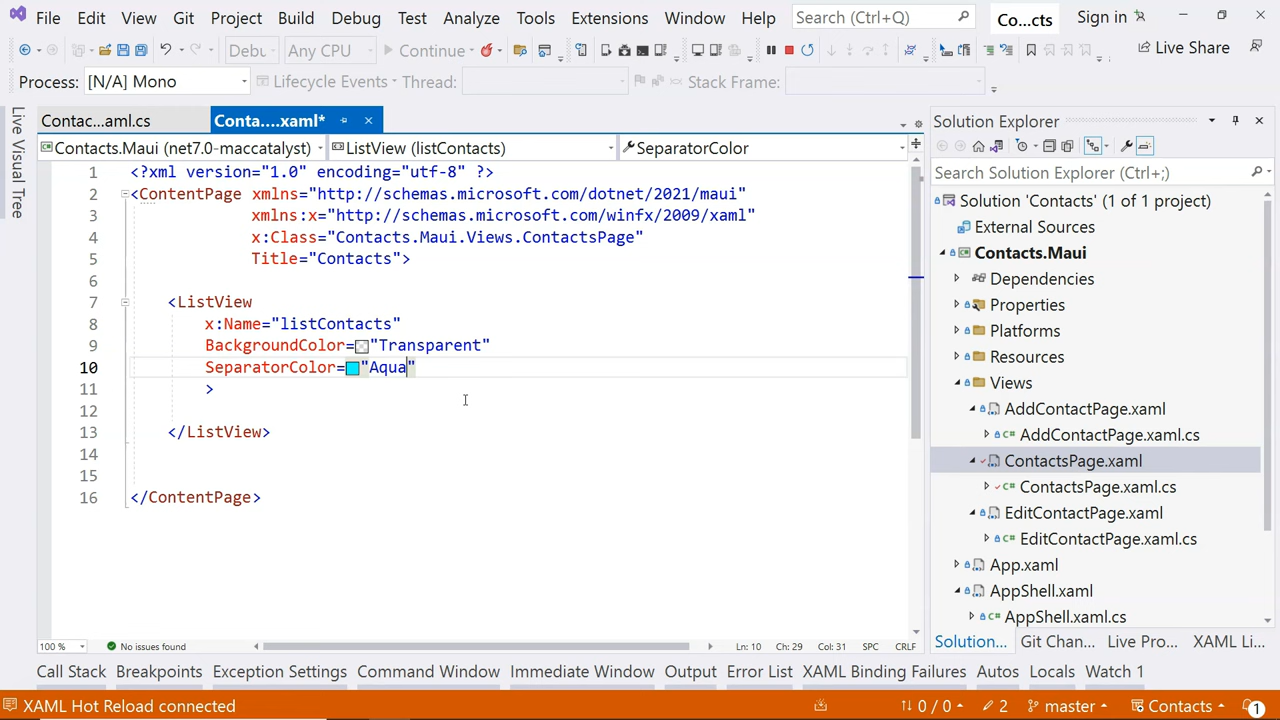 File Edit View Git Project Build Debug Test Analyze Tools Extensions Window Help Search (Ctrl+Q) Co...cts Sign in
Debu Any CPU Continue Live Share
Process: [N/A] Mono Lifecycle Events Thread: Stack Frame:
Live Visual Tree
Contac...aml.cs Conta....xaml*
Contacts.Maui (net7.0-maccatalyst) ListView (listContacts) SeparatorColor
1 <?xml version="1.0" encoding="utf-8" ?>
2 <ContentPage xmlns="http://schemas.microsoft.com/dotnet/2021/maui"
3 xmlns:x="http://schemas.microsoft.com/winfx/2009/xaml"
4 x:Class="Contacts.Maui.Views.ContactsPage"
5 Title="Contacts">
6
7 <ListView
8 x:Name="listContacts"
9 BackgroundColor="Transparent"
10 SeparatorColor="Aqua"
11 >
12
13 </ListView>
14
15
16 </ContentPage>
100 % No issues found Ln: 10 Ch: 29 Col: 31 SPC CRLF
Solution Explorer
Search Solution Explorer (Ctrl+;)
Solution 'Contacts' (1 of 1 project)
External Sources
Contacts.Maui
Dependencies
Properties
Platforms
Resources
Views
AddContactPage.xaml
C# AddContactPage.xaml.cs
ContactsPage.xaml
C# ContactsPage.xaml.cs
EditContactPage.xaml
C# EditContactPage.xaml.cs
App.xaml
AppShell.xaml
C# AppShell.xaml.cs
Solution... Git Chan... Live Pro... XAML Li...
Call Stack Breakpoints Exception Settings Command Window Immediate Window Output Error List XAML Binding Failures Autos Locals Watch 1
XAML Hot Reload connected 0 / 0 2 master Contacts 1